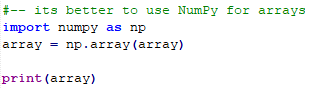 #-- its better to use NumPy for arrays
import numpy as np
array = np.array(array)
print(array)